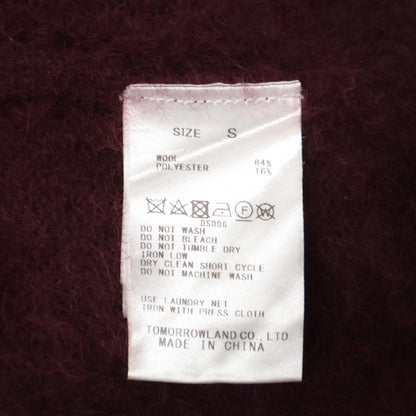 SIZE S
WOOL 84%
POLYESTER 16%
DS006
DO NOT WASH
DO NOT BLEACH
DO NOT TUMBLE DRY
IRON LOW
DRY CLEAN SHORT CYCLE
DO NOT MACHINE WASH
USE LAUNDRY NET
IRON WITH PRESS CLOTH
TOMORROWLAND CO., LTD.
MADE IN CHINA